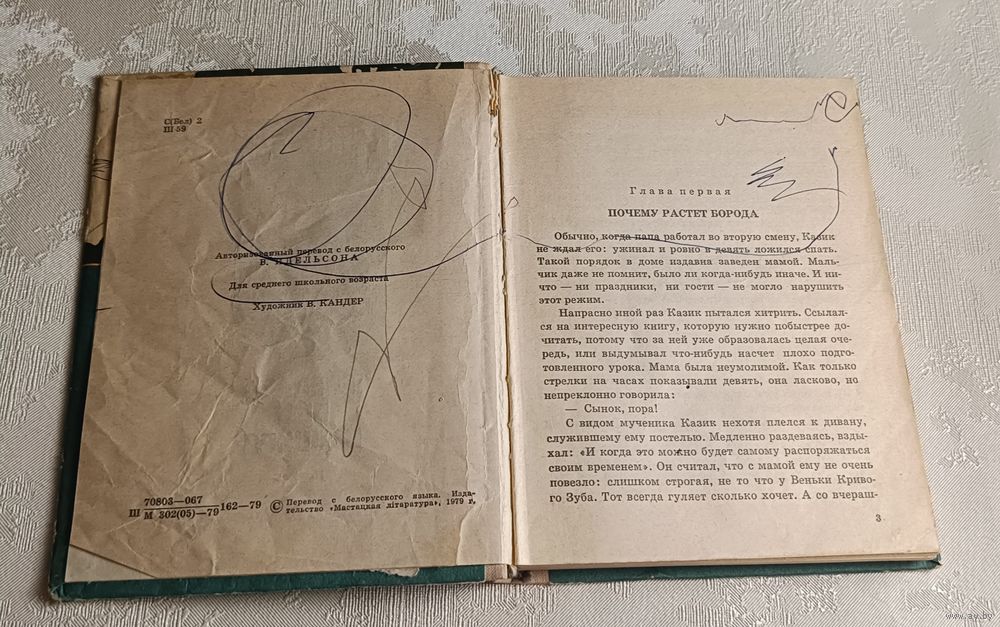 С(Бел) 2
Ш 59
Авторизованный перевод с белорусского
В. ИДЕЛЬСОНА
Для среднего школьного возраста
Художник В. КАНДЕР
Ш 70803—067
М 302(05)—79 162—79 © Перевод с белорусского языка. Изда-
тельство «Мастацкая літаратура», 1979 г.
Глава первая
ПОЧЕМУ РАСТЕТ БОРОДА
Обычно, когда папа работал во вторую смену, Казик
не ждал его: ужинал и ровно в девять ложился спать.
Такой порядок в доме издавна заведен мамой. Маль-
чик даже не помнит, было ли когда-нибудь иначе. И ни-
что — ни праздники, ни гости — не могло нарушить
этот режим.
Напрасно иной раз Казик пытался хитрить. Ссылал-
ся на интересную книгу, которую нужно побыстрее до-
читать, потому что за ней уже образовалась целая оче-
редь, или выдумывал что-нибудь насчет плохо подго-
товленного урока. Мама была неумолимой. Как только
стрелки на часах показывали девять, она ласково, но
непреклонно говорила:
— Сынок, пора!
С видом мученика Казик нехотя плелся к дивану,
служившему ему постелью. Медленно раздеваясь, взды-
хал: «И когда это можно будет самому распоряжаться
своим временем». Он считал, что с мамой ему не очень
повезло: слишком строгая, не то что у Веньки Криво-
го Зуба. Тот всегда гуляет сколько хочет. А со вчераш-
3
www.ay.by